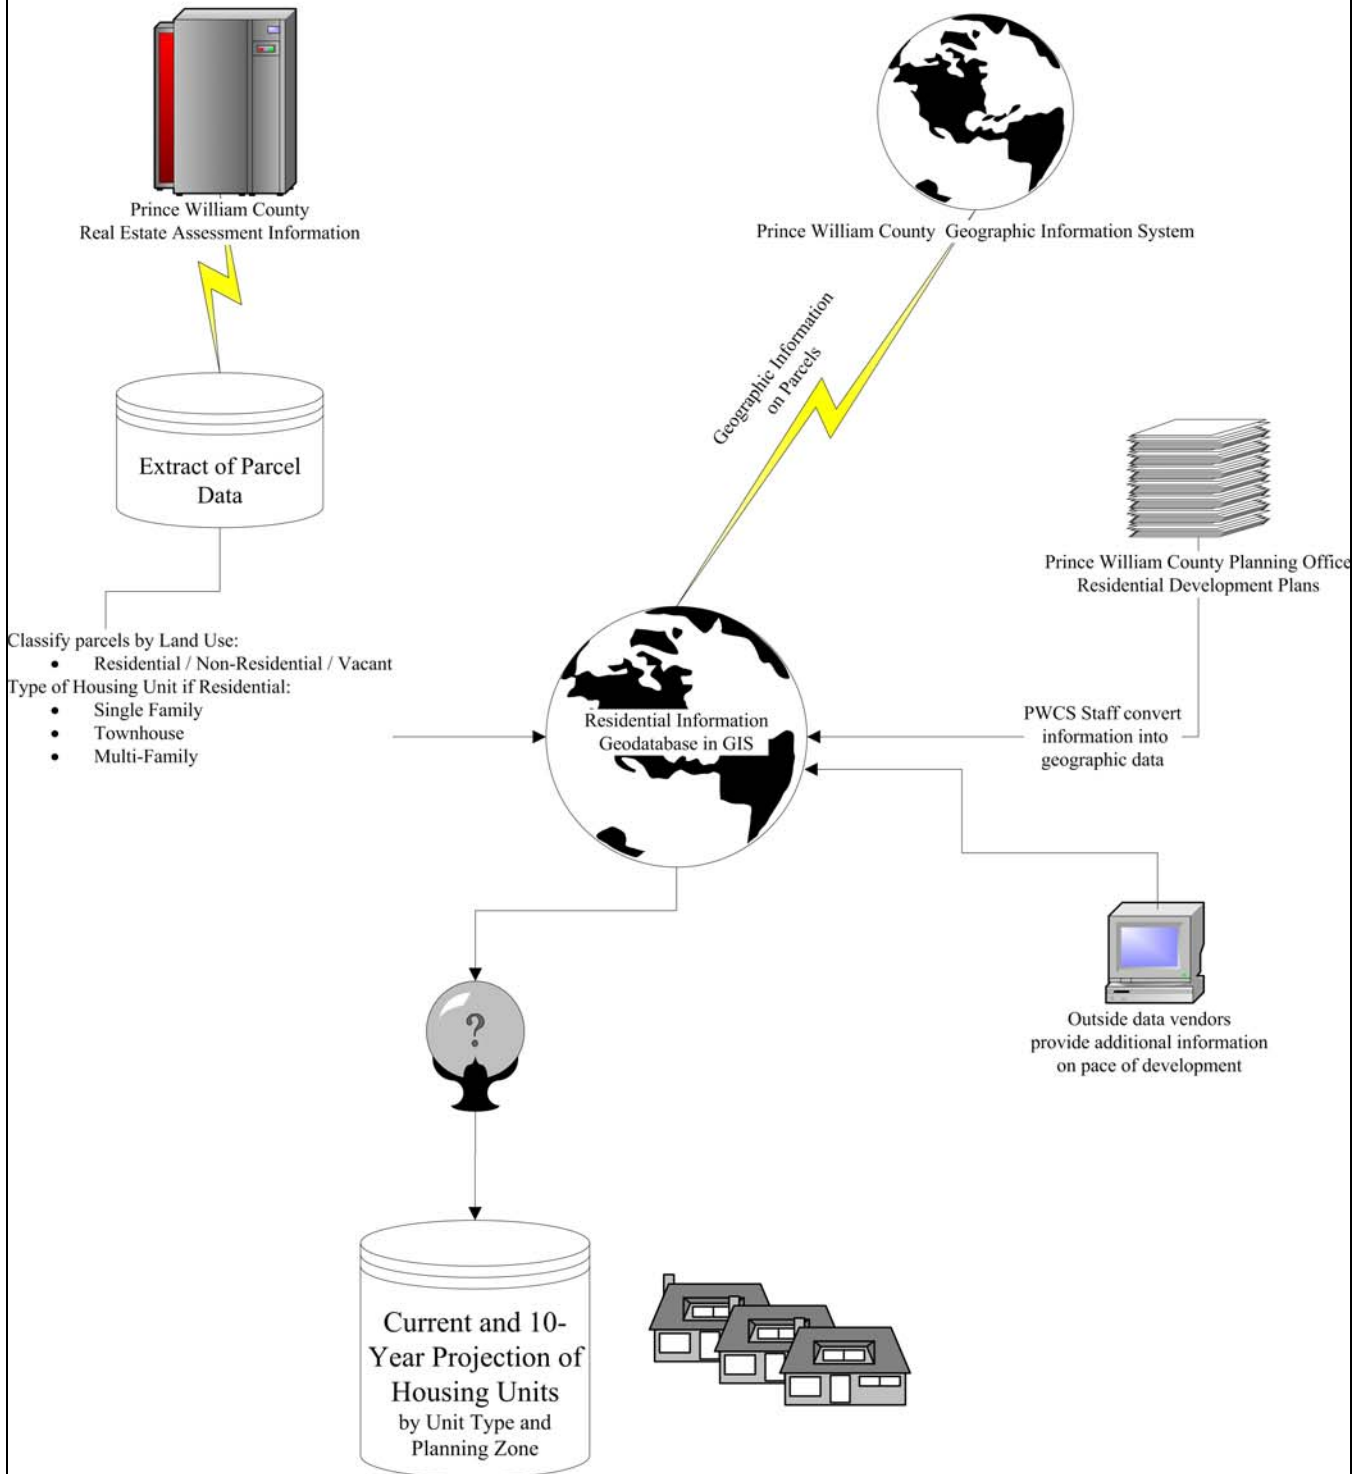 Prince William County
Real Estate Assessment Information
Prince William County Geographic Information System
Geographic Information
on Parcels
Extract of Parcel
Data
Prince William County Planning Office
Residential Development Plans
Classify parcels by Land Use:
• Residential / Non-Residential / Vacant
Type of Housing Unit if Residential:
• Single Family
• Townhouse
• Multi-Family
Residential Information
Geodatabase in GIS
PWCS Staff convert
information into
geographic data
?
Outside data vendors
provide additional information
on pace of development
Current and 10-
Year Projection of
Housing Units
by Unit Type and
Planning Zone